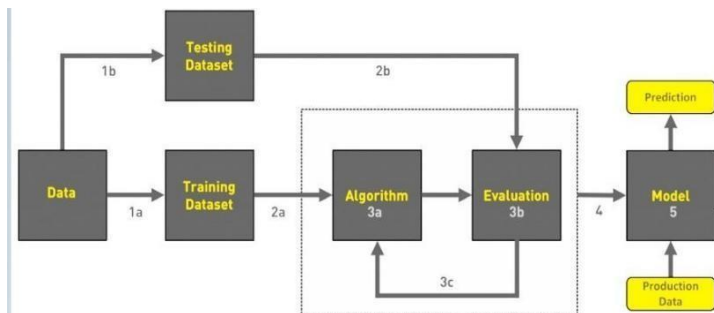 Testing
Dataset
1b
2b
Prediction
Data
1a
Training
Dataset
2a
Algorithm
3a
Evaluation
3b
4
Model
5
3c
Production
Data